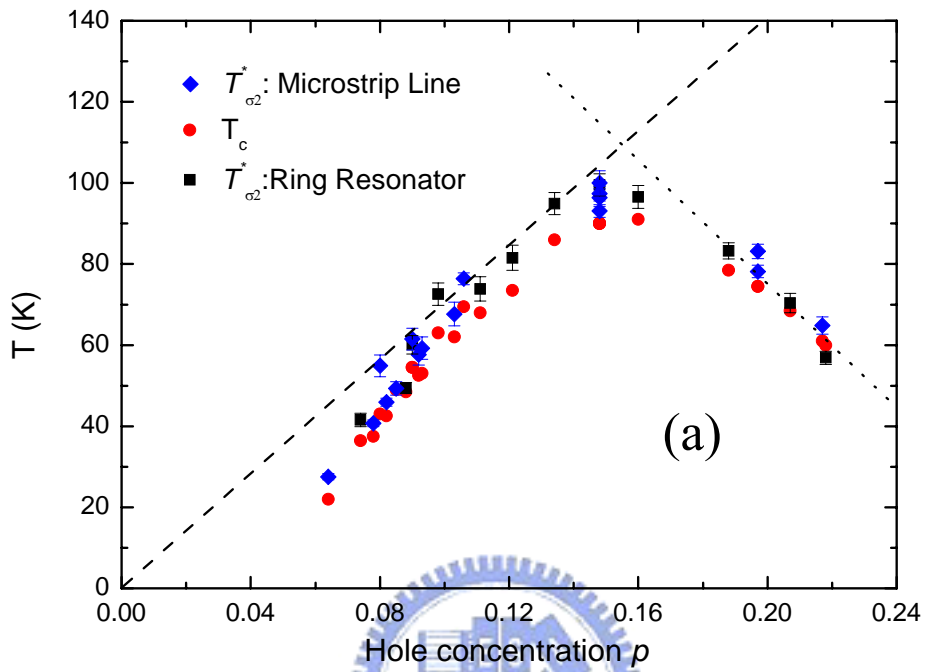 140
120
100
80
60
40
20
0
T (K)
T*σ2: Microstrip Line
Tc
T*σ2:Ring Resonator
(a)
0.00 0.04 0.08 0.12 0.16 0.20 0.24
Hole concentration p